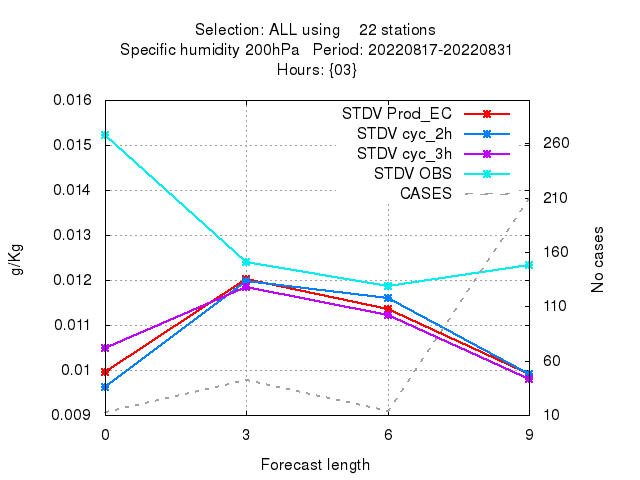 Selection: ALL using 22 stations
Specific humidity 200hPa Period: 20220817-20220831
Hours: {03}
0.016
0.015
0.014
0.013
0.012
0.011
0.01
0.009
g/Kg
STDV Prod_EC
STDV cyc_2h
STDV cyc_3h
STDV OBS
CASES
260
210
160
110
60
10
No cases
0 3 6 9
Forecast length